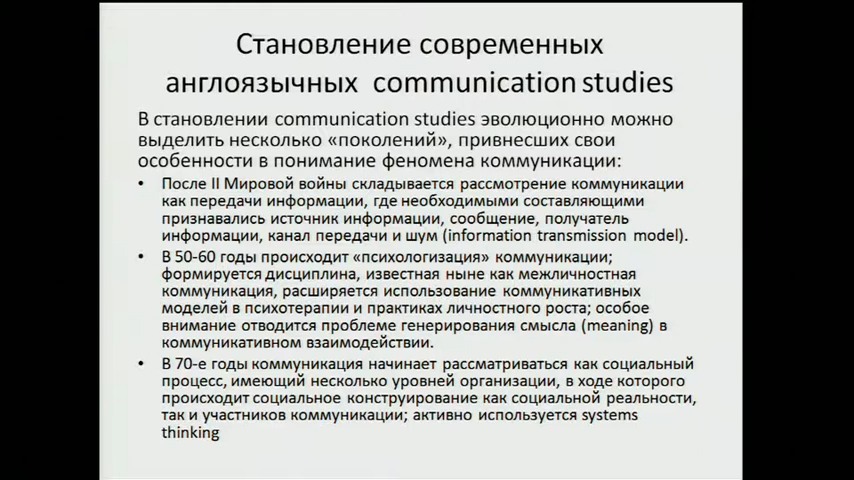 Становление современных
англоязычных communication studies
В становлении communication studies эволюционно можно
выделить несколько «поколений», привнесших свои
особенности в понимание феномена коммуникации:
• После II Мировой войны складывается рассмотрение коммуникации
как передачи информации, где необходимыми составляющими
признавались источник информации, сообщение, получатель
информации, канал передачи и шум (information transmission model).
• В 50-60 годы происходит «психологизация» коммуникации;
формируется дисциплина, известная ныне как межличностная
коммуникация, расширяется использование коммуникативных
моделей в психотерапии и практиках личностного роста; особое
внимание отводится проблеме генерирования смысла (meaning) в
коммуникативном взаимодействии.
• В 70-е годы коммуникация начинает рассматриваться как социальный
процесс, имеющий несколько уровней организации, в ходе которого
происходит социальное конструирование как социальной реальности,
так и участников коммуникации; активно используется systems
thinking